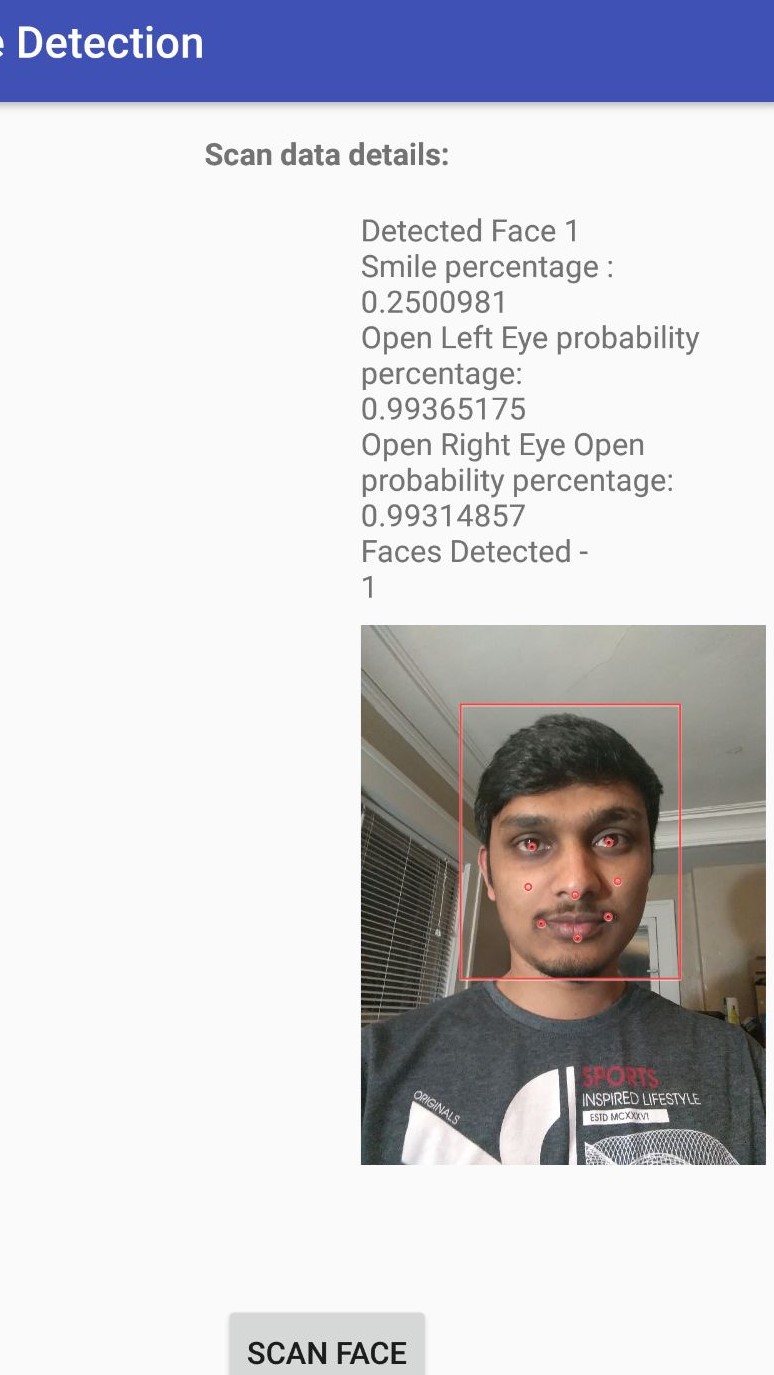 e Detection
Scan data details:
Detected Face 1
Smile percentage :
0.2500981
Open Left Eye probability
percentage:
0.99365175
Open Right Eye Open
probability percentage:
0.99314857
Faces Detected -
1
SPORTS
INSPIRED LIFESTYLE
ESTD MCXXXVI
ORIGINALS
SCAN FACE